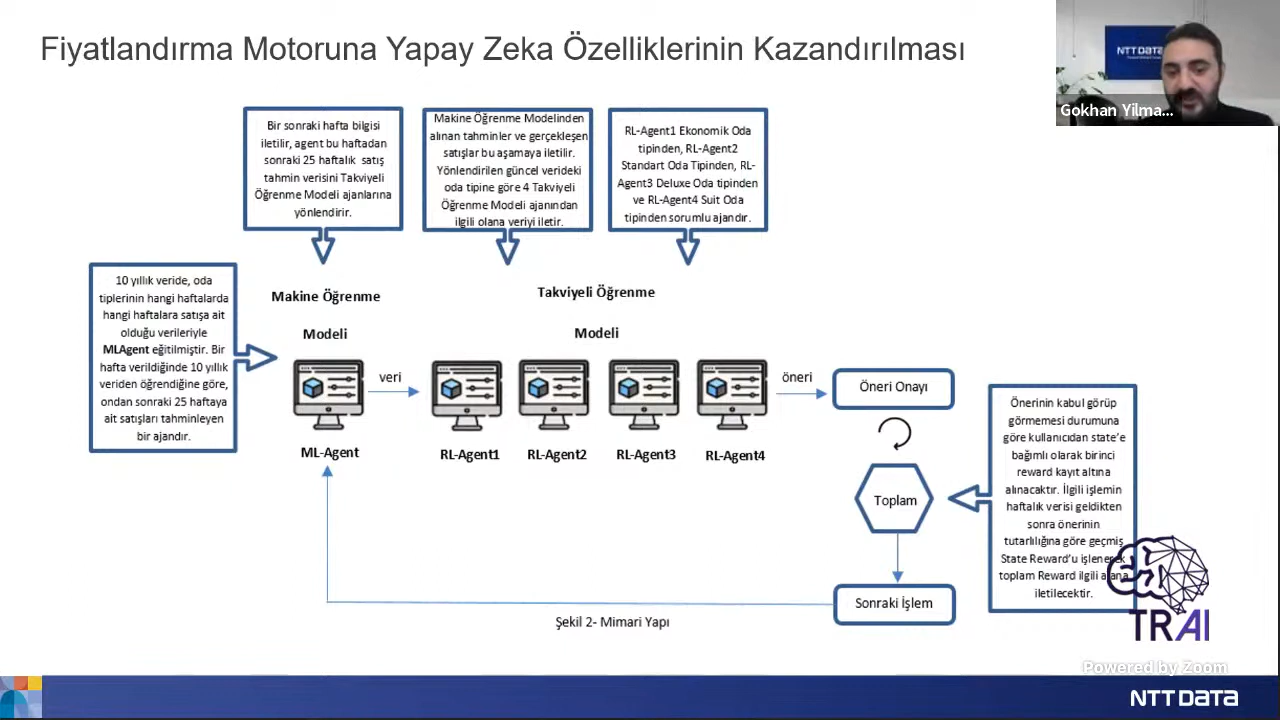 Fiyatlandırma Motoruna Yapay Zeka Özelliklerinin Kazandırılması
NTT DATA
Gokhan Yilma...
Bir sonraki hafta bilgisi
iletilir, agent bu haftadan
sonraki 25 haftalık satış
tahmin verisini Takviyeli
Öğrenme Modeli ajanlarına
yönlendirir.
Makine Öğrenme Modelinden
alınan tahminler ve gerçekleşen
satışlar bu aşamaya iletilir.
Yönlendirilen güncel verideki
oda tipine göre 4 Takviyeli
Öğrenme Modeli ajanından
ilgili olana veriyi iletir.
RL-Agent1 Ekonomik Oda
tipinden, RL-Agent2
Standart Oda Tipinden, RL-
Agent3 Deluxe Oda tipinden
ve RL-Agent4 Suit Oda
tipinden sorumlu ajandır.
10 yıllık veride, oda
tiplerinin hangi haftalarda
hangi haftalara satışa ait
olduğu verileriyle
MLAgent eğitilmiştir. Bir
hafta verildiğinde 10 yıllık
veriden öğrendiğine göre,
ondan sonraki 25 haftaya
ait satışları tahminleyen
bir ajandır.
Makine Öğrenme
Modeli
Takviyeli Öğrenme
Modeli
veri
öneri
ML-Agent
RL-Agent1
RL-Agent2
RL-Agent3
RL-Agent4
Öneri Onayı
Toplam
Sonraki İşlem
Önerinin kabul görüp
görmemesi durumuna
göre kullanıcıdan state'e
bağımlı olarak birinci
reward kayıt altına
alınacaktır. İlgili işlemin
haftalık verisi geldikten
sonra önerinin
tutarlılığına göre geçmiş
State Reward'u işlenerek
toplam Reward ilgili ajana
iletilecektir.
Şekil 2- Mimari Yapı
TRAI
Powered by Zoom
NTT DATA